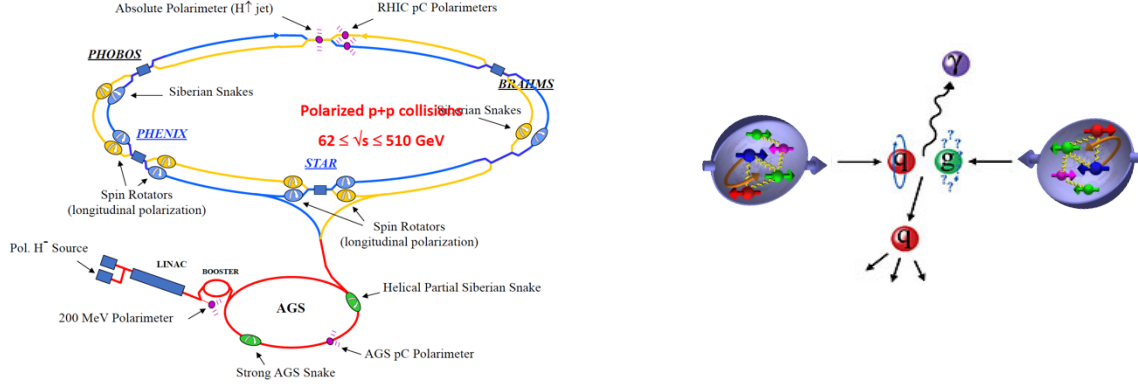 Absolute Polarimeter (H↑ jet)
RHIC pC Polarimeters
PHOBOS
BRAHMS
Siberian Snakes
Siberian Snakes
Polarized p+p collisions
62 ≤ √s ≤ 510 GeV
PHENIX
STAR
Spin Rotators
(longitudinal polarization)
Spin Rotators
(longitudinal polarization)
Pol. H⁻ Source
LINAC
BOOSTER
AGS
Helical Partial Siberian Snake
200 MeV Polarimeter
AGS pC Polarimeter
Strong AGS Snake
γ
q
g
? ? ?
? ?
? ?
? ?
? ? ?
q